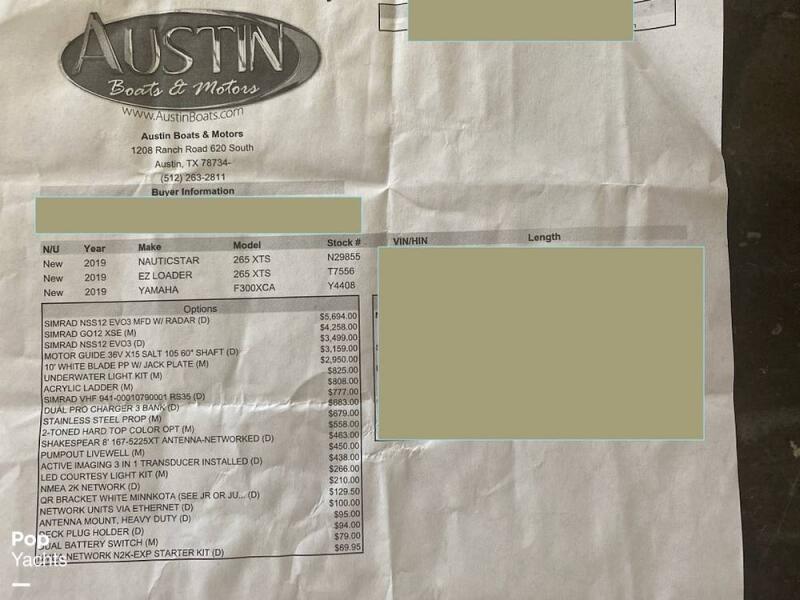 AUSTIN
Boats & Motors
www.AustinBoats.com
Austin Boats & Motors
1208 Ranch Road 620 South
Austin, TX 78734-
(512) 263-2811
Buyer Information
N/U Year Make Model Stock # VIN/HIN Length
New 2019 NAUTICSTAR 265 XTS N29855
New 2019 EZ LOADER 265 XTS T7556
New 2019 YAMAHA F300XCA Y4408
Options
SIMRAD NSS12 EVO3 MFD W/ RADAR (D) $5,694.00
SIMRAD GO12 XSE (M) $4,258.00
SIMRAD NSS12 EVO3 (D) $3,499.00
MOTOR GUIDE 36V X15 SALT 105 60" SHAFT (D) $3,159.00
10' WHITE BLADE PP W/ JACK PLATE (M) $2,950.00
UNDERWATER LIGHT KIT (M) $825.00
ACRYLIC LADDER (M) $808.00
SIMRAD VHF 941-00010790001 RS35 (D) $777.00
DUAL PRO CHARGER 3 BANK (D) $683.00
STAINLESS STEEL PROP (M) $679.00
2-TONED HARD TOP COLOR OPT (M) $558.00
SHAKESPEAR 8' 167-5225XT ANTENNA-NETWORKED (D) $463.00
PUMPOUT LIVEWELL (M) $450.00
ACTIVE IMAGING 3 IN 1 TRANSDUCER INSTALLED (D) $438.00
LED COURTESY LIGHT KIT (M) $266.00
NMEA 2K NETWORK (D) $210.00
QR BRACKET WHITE MINNKOTA (SEE JR OR JU... (D) $129.50
NETWORK UNITS VIA ETHERNET (D) $100.00
ANTENNA MOUNT, HEAVY DUTY (D) $95.00
DECK PLUG HOLDER (D) $94.00
DUAL BATTERY SWITCH (M) $79.00
NETWORK N2K-EXP STARTER KIT (D) $69.95
Pop
Yachts